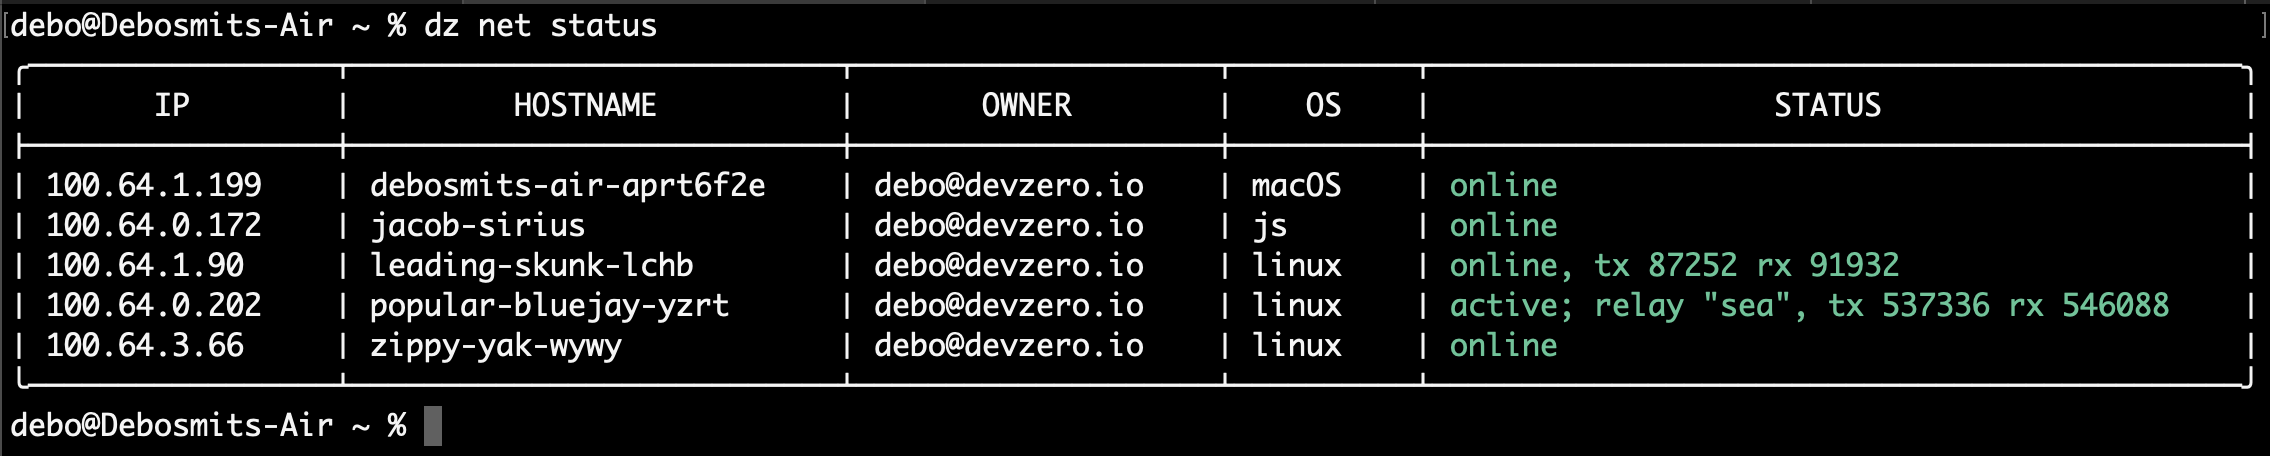 debo@Debosmits-Air ~ % dz net status
IP | HOSTNAME | OWNER | OS | STATUS
100.64.1.199 | debosmits-air-aprt6f2e | debo@devzero.io | macOS | online
100.64.0.172 | jacob-sirius | debo@devzero.io | js | online
100.64.1.90 | leading-skunk-lchb | debo@devzero.io | linux | online, tx 87252 rx 91932
100.64.0.202 | popular-bluejay-yzrt | debo@devzero.io | linux | active; relay "sea", tx 537336 rx 546088
100.64.3.66 | zippy-yak-wywy | debo@devzero.io | linux | online
debo@Debosmits-Air ~ %